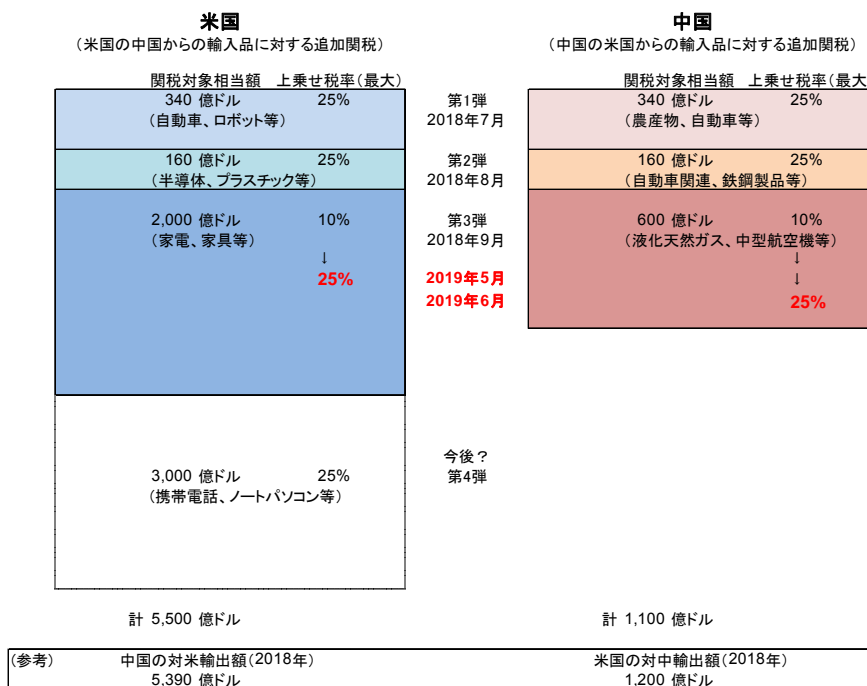 米国 中国
（米国の中国からの輸入品に対する追加関税） （中国の米国からの輸入品に対する追加関税）
関税対象相当額 上乗せ税率（最大） 関税対象相当額 上乗せ税率（最大
340 億ドル 25% 第1弾 340 億ドル 25%
（自動車、ロボット等） 2018年7月 （農産物、自動車等）
160 億ドル 25% 第2弾 160 億ドル 25%
（半導体、プラスチック等） 2018年8月 （自動車関連、鉄鋼製品等）
2,000 億ドル 10% 第3弾 600 億ドル 10%
（家電、家具等） 2018年9月 （液化天然ガス、中型航空機等）
↓ ↓
25% 2019年5月 ↓
2019年6月 25%
今後？
3,000 億ドル 25% 第4弾
（携帯電話、ノートパソコン等）
計 5,500 億ドル 計 1,100 億ドル
（参考） 中国の対米輸出額（2018年） 米国の対中輸出額（2018年）
5,390 億ドル 1,200 億ドル